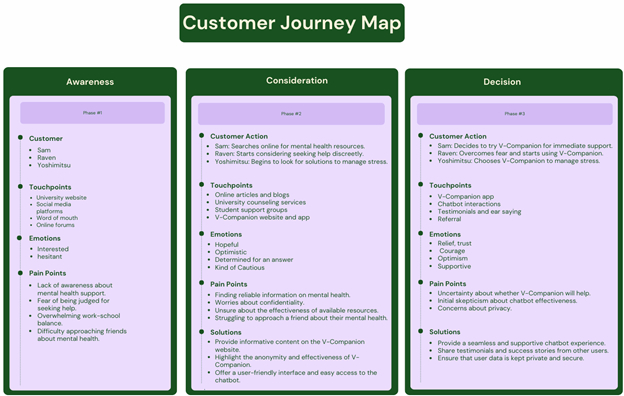 Customer Journey Map
Awareness
Phase #1
Customer
Sam
Raven
Yoshimitsu
Touchpoints
University website
Social media
platforms
Word of mouth
Online forums
Emotions
Interested
hesitant
Pain Points
Lack of awareness about
mental health support.
Fear of being judged for
seeking help.
Overwhelming work-school
balance.
Difficulty approaching friends
about mental health.
Consideration
Phase #2
Customer Action
Sam: Searches online for mental health resources.
Raven: Starts considering seeking help discreetly.
Yoshimitsu: Begins to look for solutions to manage stress.
Touchpoints
Online articles and blogs
University counseling services
Student support groups
V-Companion website and app
Emotions
Hopeful
Optimistic
Determined for an answer
Kind of Cautious
Pain Points
Finding reliable information on mental health.
Worries about confidentiality.
Unsure about the effectiveness of available resources.
Struggling to approach a friend about their mental health.
Solutions
Provide informative content on the V-Companion
website.
Highlight the anonymity and effectiveness of V-
Companion.
Offer a user-friendly interface and easy access to the
chatbot.
Decision
Phase #3
Customer Action
Sam: Decides to try V-Companion for immediate support.
Raven: Overcomes fear and starts using V-Companion.
Yoshimitsu: Chooses V-Companion to manage stress.
Touchpoints
V-Companion app
Chatbot interactions
Testimonials and ear saying
Referral
Emotions
Relief, trust
Courage
Optimism
Supportive
Pain Points
Uncertainty about whether V-Companion will help.
Initial skepticism about chatbot effectiveness.
Concerns about privacy.
Solutions
Provide a seamless and supportive chatbot experience.
Share testimonials and success stories from other users.
Ensure that user data is kept private and secure.